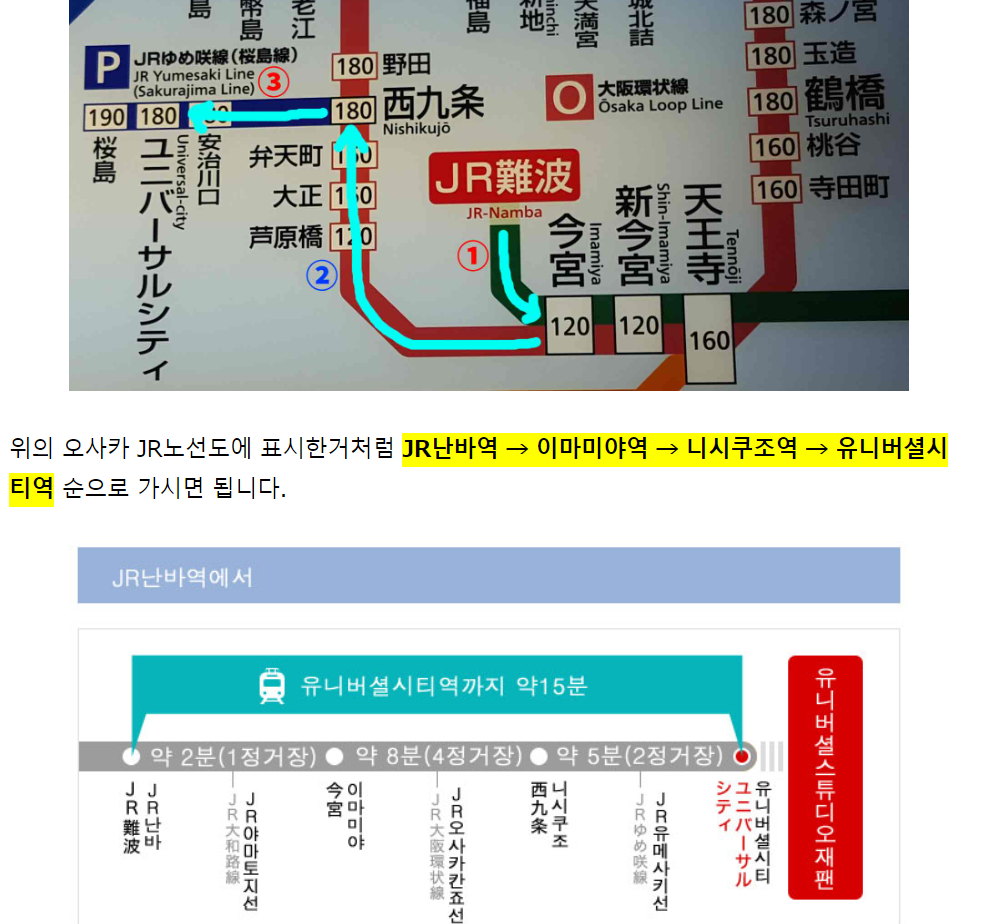 島
幣島
老江
福島
新地
天満宮
城北詰
180 森ノ宮
P
JRゆめ咲線(桜島線)
JR Yumesaki Line
(Sakurajima Line)
③
180 野田
180 玉造
190
180
180 西九条
Nishikujō
O
大阪環状線
Ōsaka Loop Line
180 鶴橋
Tsuruhashi
桜島
ユニバーサルシティ
Universal-city
安治川口
弁天町
大正
芦原橋
JR難波
JR-Namba
160 桃谷
160 寺田町
今宮
Imamiya
新今宮
Shin-Imamiya
天王寺
Tennōji
①
②
120
120
160
위의 오사카 JR노선도에 표시한거처럼 JR난바역 → 이마미야역 → 니시쿠조역 → 유니버셜시
티역 순으로 가시면 됩니다.
JR난바역에서
유니버셜시티역까지 약15분
유니버셜스튜디오재팬
약 2분(1정거장)
약 8분(4정거장)
약 5분(2정거장)
JR難波
JR난바
JR大和路線
JR야마토지선
今宮
이마미야
JR大阪環状線
JR오사카칸죠선
西九条
니시쿠조
JRゆめ咲線
JR유메사키선
ユニバーサルシティ
유니버셜시티